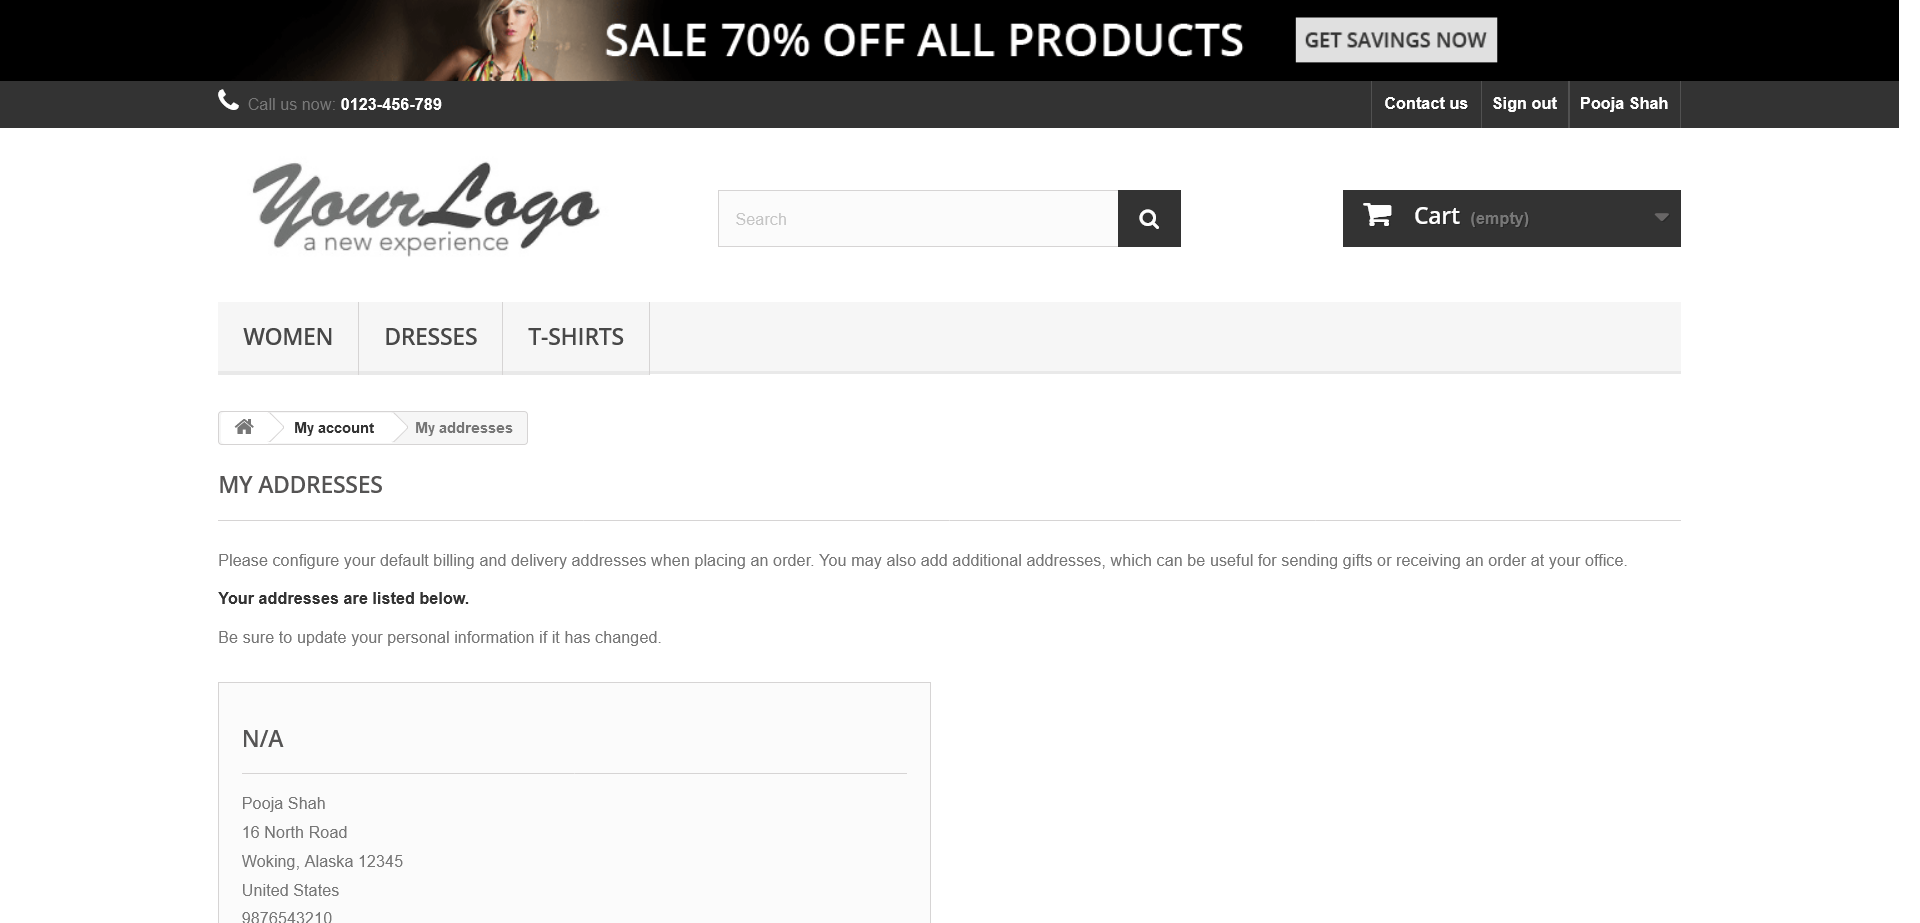 SALE 70% OFF ALL PRODUCTS
GET SAVINGS NOW
Call us now: 0123-456-789
Contact us
Sign out
Pooja Shah
YourLogo
a new experience
Search
Cart (empty)
WOMEN
DRESSES
T-SHIRTS
My account
My addresses
MY ADDRESSES
Please configure your default billing and delivery addresses when placing an order. You may also add additional addresses, which can be useful for sending gifts or receiving an order at your office.
Your addresses are listed below.
Be sure to update your personal information if it has changed.
N/A
Pooja Shah
16 North Road
Woking, Alaska 12345
United States
9876543210